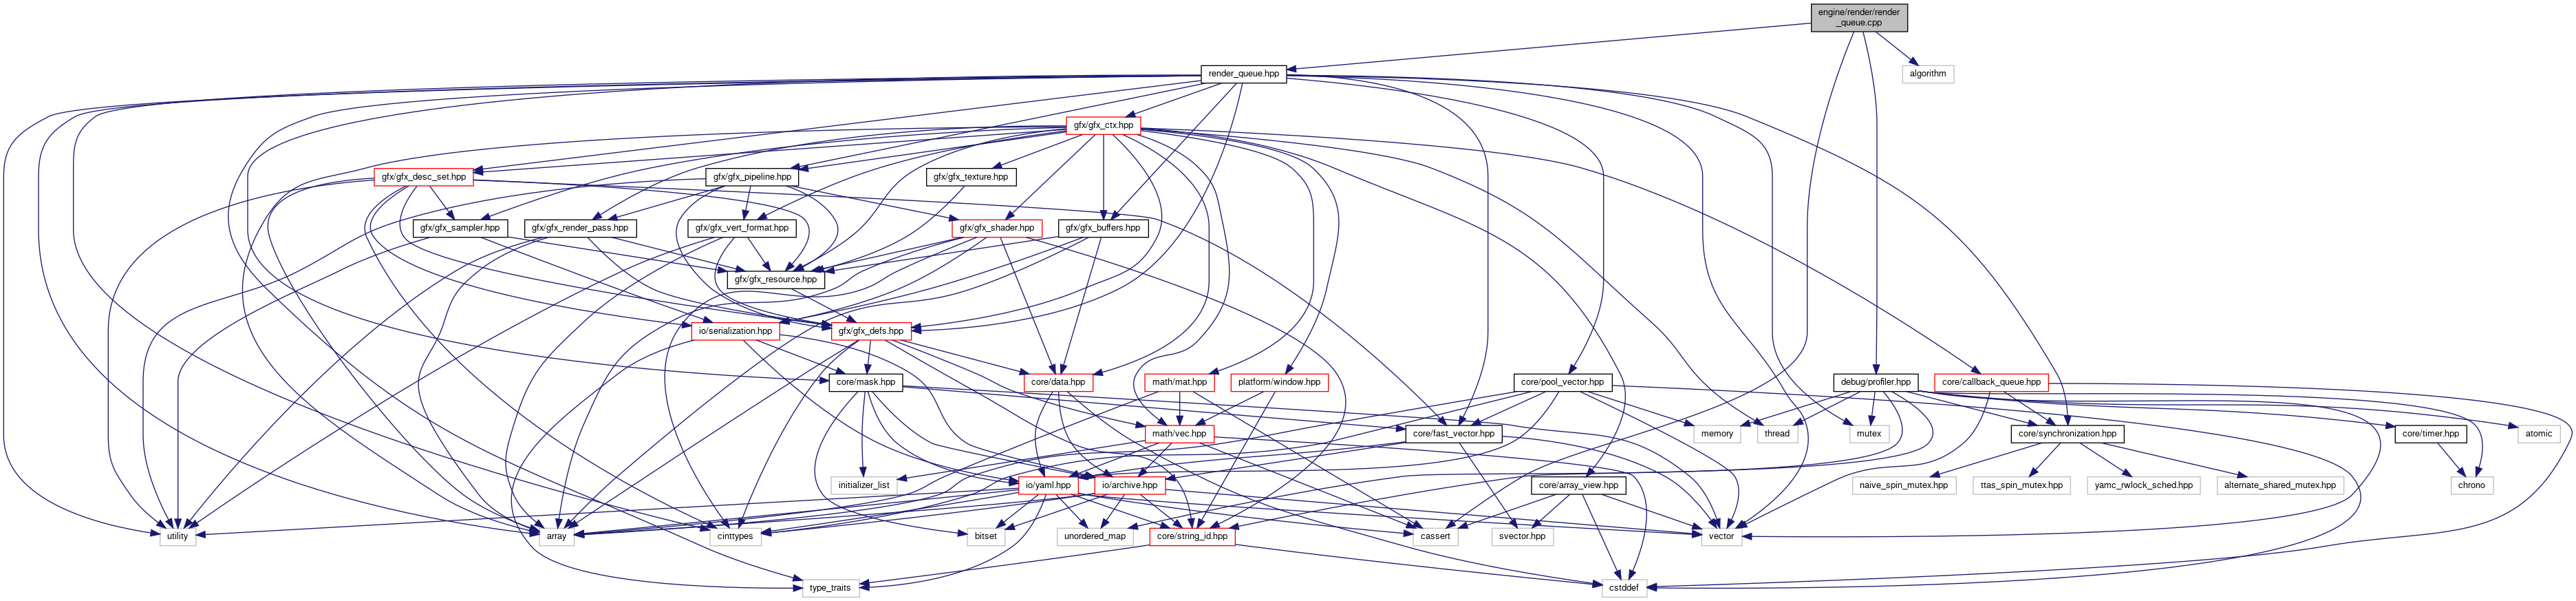 engine/render/render
_queue.cpp
render_queue.hpp
algorithm
gfx/gfx_ctx.hpp
gfx/gfx_desc_set.hpp
gfx/gfx_pipeline.hpp
gfx/gfx_texture.hpp
gfx/gfx_sampler.hpp
gfx/gfx_render_pass.hpp
gfx/gfx_vert_format.hpp
gfx/gfx_shader.hpp
gfx/gfx_buffers.hpp
gfx/gfx_resource.hpp
io/serialization.hpp
gfx/gfx_defs.hpp
core/mask.hpp
core/data.hpp
math/mat.hpp
platform/window.hpp
core/pool_vector.hpp
debug/profiler.hpp
core/callback_queue.hpp
math/vec.hpp
core/fast_vector.hpp
memory
thread
mutex
core/synchronization.hpp
core/timer.hpp
atomic
initializer_list
io/yaml.hpp
io/archive.hpp
core/array_view.hpp
naive_spin_mutex.hpp
ttas_spin_mutex.hpp
yamc_rwlock_sched.hpp
alternate_shared_mutex.hpp
chrono
utility
array
cinttypes
bitset
unordered_map
core/string_id.hpp
cassert
svector.hpp
vector
type_traits
cstddef